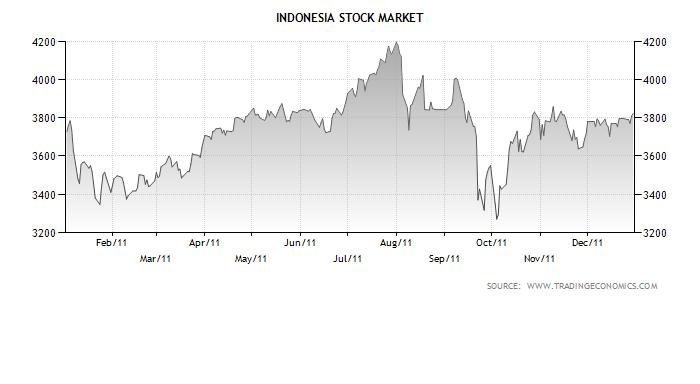 INDONESIA STOCK MARKET
4200 4200
4000 4000
3800 3800
3600 3600
3400 3400
3200 3200
Feb/11 Apr/11 Jun/11 Aug/11 Oct/11 Dec/11
Mar/11 May/11 Jul/11 Sep/11 Nov/11
SOURCE: WWW.TRADINGECONOMICS.COM